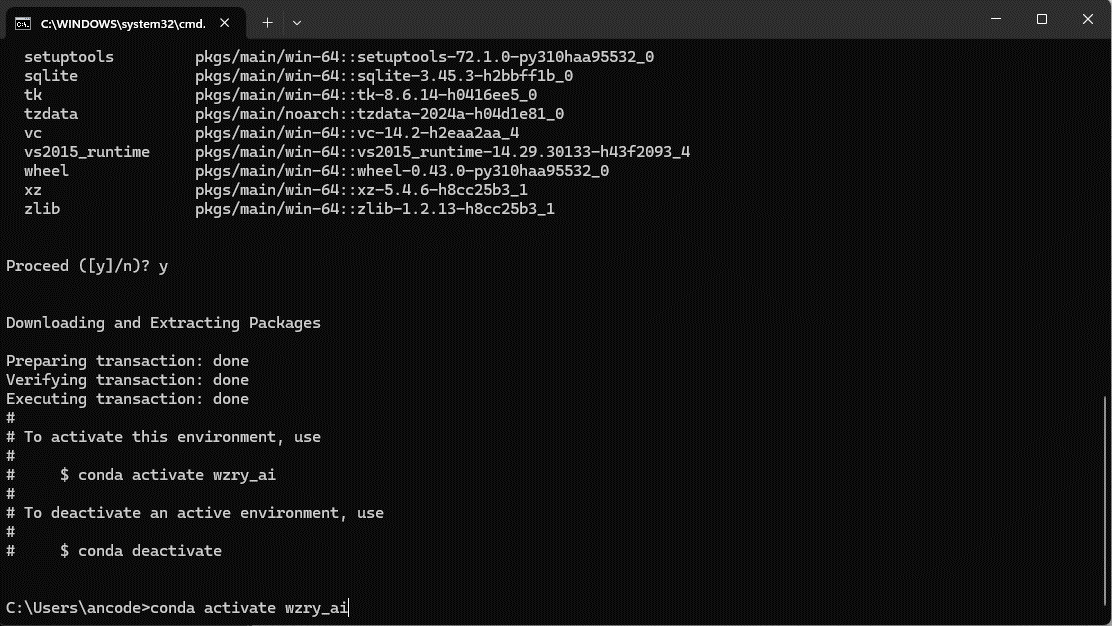 C:\WINDOWS\system32\cmd.
setuptools pkgs/main/win-64::setuptools-72.1.0-py310haa95532_0
sqlite pkgs/main/win-64::sqlite-3.45.3-h2bbff1b_0
tk pkgs/main/win-64::tk-8.6.14-h0416ee5_0
tzdata pkgs/main/noarch::tzdata-2024a-h04d1e81_0
vc pkgs/main/win-64::vc-14.2-h2eaa2aa_4
vs2015_runtime pkgs/main/win-64::vs2015_runtime-14.29.30133-h43f2093_4
wheel pkgs/main/win-64::wheel-0.43.0-py310haa95532_0
xz pkgs/main/win-64::xz-5.4.6-h8cc25b3_1
zlib pkgs/main/win-64::zlib-1.2.13-h8cc25b3_1
Proceed ([y]/n)? y
Downloading and Extracting Packages
Preparing transaction: done
Verifying transaction: done
Executing transaction: done
#
# To activate this environment, use
#
# $ conda activate wzry_ai
#
# To deactivate an active environment, use
#
# $ conda deactivate
C:\Users\ancode>conda activate wzry_ai